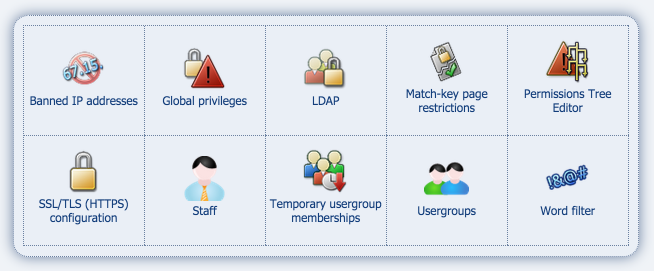 67.15.
Banned IP addresses
Global privileges
LDAP
Match-key page
restrictions
Permissions Tree
Editor
SSL/TLS (HTTPS)
configuration
Staff
Temporary usergroup
memberships
Usergroups
!&@#
Word filter